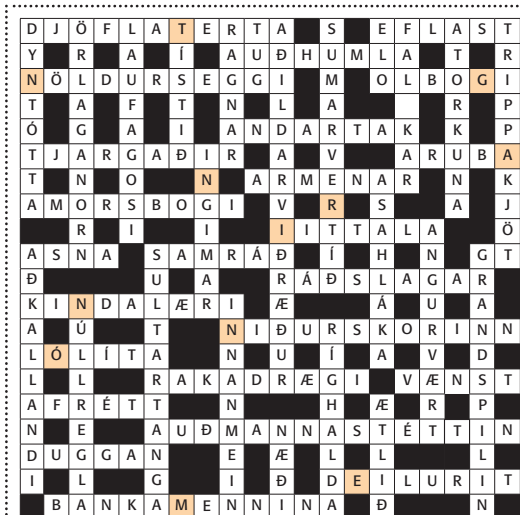 DJÖFLATERTA S EFLAST
Y R A Í AUÐHUMLA T R
NÖLDURSEGGI M OLBOGI
T A F T N L A R P
Ó G A I ANDARTAK K P
TJARGAÐIR A V ARUBA
T N O N ARMENAR N K
AMORSBOGI V R S A J
R I I IITTALA Ö
ASNA SAMRÁÐ Í H N GT
Ð U A RÁÐSLAGAR
KINDALÆRI Æ Á U A
A Ú T NIÐURSKORINN
LÓLÍTA N U Í A V D
L L RAKADRÆGI VÆNST
AFRÉTT N H Æ R P
N E AUÐMANNASTÉTTIN
DUGGAN E Æ L L L
I L G I Ð DEILURIT
BANKAMENNINA Ð N